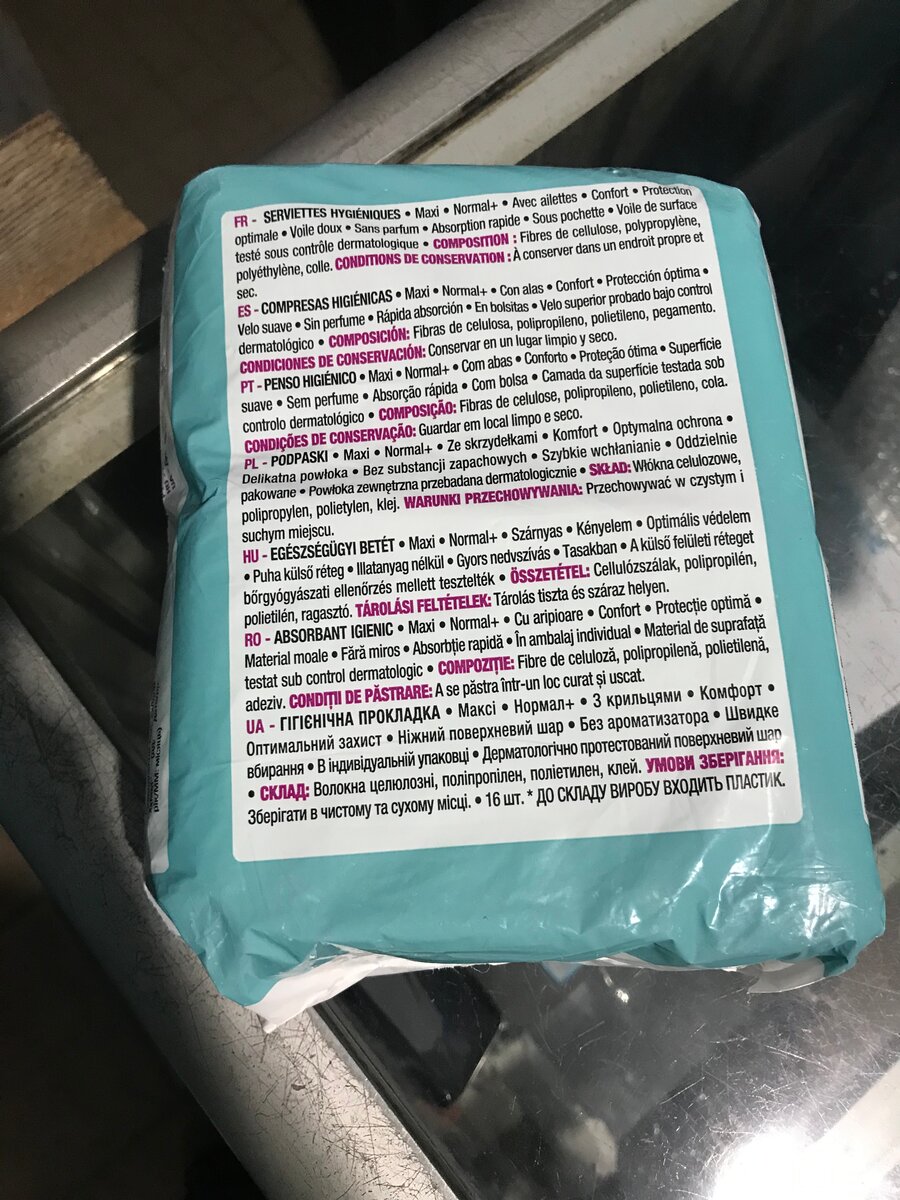 FR - SERVIETTES HYGIÉNIQUES • Maxi • Normal+ • Avec ailettes • Confort • Protection
optimale • Voile doux • Sans parfum • Absorption rapide • Sous pochette • Voile de surface
testé sous contrôle dermatologique • COMPOSITION : Fibres de cellulose, polypropylène,
polyéthylène, colle. CONDITIONS DE CONSERVATION : À conserver dans un endroit propre et
sec.
ES - COMPRESAS HIGIÉNICAS • Maxi • Normal+ • Con alas • Confort • Protección óptima •
Velo suave • Sin perfume • Rápida absorción • En bolsitas • Velo superior probado bajo control
dermatológico • COMPOSICIÓN: Fibras de celulosa, polipropileno, polietileno, pegamento.
CONDICIONES DE CONSERVACIÓN: Conservar en un lugar limpio y seco.
PT - PENSO HIGIÉNICO • Maxi • Normal+ • Com abas • Conforto • Proteção ótima • Superfície
suave • Sem perfume • Absorção rápida • Com bolsa • Camada da superfície testada sob
controlo dermatológico • COMPOSIÇÃO: Fibras de celulose, polipropileno, polietileno, cola.
CONDIÇÕES DE CONSERVAÇÃO: Guardar em local limpo e seco.
PL - PODPASKI • Maxi • Normal+ • Ze skrzydełkami • Komfort • Optymalna ochrona •
Delikatna powłoka • Bez substancji zapachowych • Szybkie wchłanianie • Oddzielnie
pakowane • Powłoka zewnętrzna przebadana dermatologicznie • SKŁAD: Włókna celulozowe,
polipropylen, polietylen, klej. WARUNKI PRZECHOWYWANIA: Przechowywać w czystym i
suchym miejscu.
HU - EGÉSZSÉGÜGYI BETÉT • Maxi • Normal+ • Szárnyas • Kényelem • Optimális védelem
• Puha külső réteg • Illatanyag nélkül • Gyors nedvszívás • Tasakban • A külső felületi réteget
bőrgyógyászati ellenőrzés mellett tesztelték • ÖSSZETÉTEL: Cellulózszálak, polipropilén,
polietilén, ragasztó. TÁROLÁSI FELTÉTELEK: Tárolás tiszta és száraz helyen.
RO - ABSORBANT IGIENIC • Maxi • Normal+ • Cu aripioare • Confort • Protecție optimă •
Material moale • Fără miros • Absorbție rapidă • În ambalaj individual • Material de suprafață
testat sub control dermatologic • COMPOZIȚIE: Fibre de celuloză, polipropilenă, polietilenă,
adeziv. CONDIȚII DE PĂSTRARE: A se păstra într-un loc curat și uscat.
UA - ГІГІЄНІЧНА ПРОКЛАДКА • Максі • Нормал+ • З крильцями • Комфорт •
Оптимальний захист • Ніжний поверхневий шар • Без ароматизатора • Швидке
вбирання • В індивідуальній упаковці • Дерматологічно протестований поверхневий шар
• СКЛАД: Волокна целюлозні, поліпропілен, поліетилен, клей. УМОВИ ЗБЕРІГАННЯ:
Зберігати в чистому та сухому місці. • 16 шт. * ДО СКЛАДУ ВИРОБУ ВХОДИТЬ ПЛАСТИК.